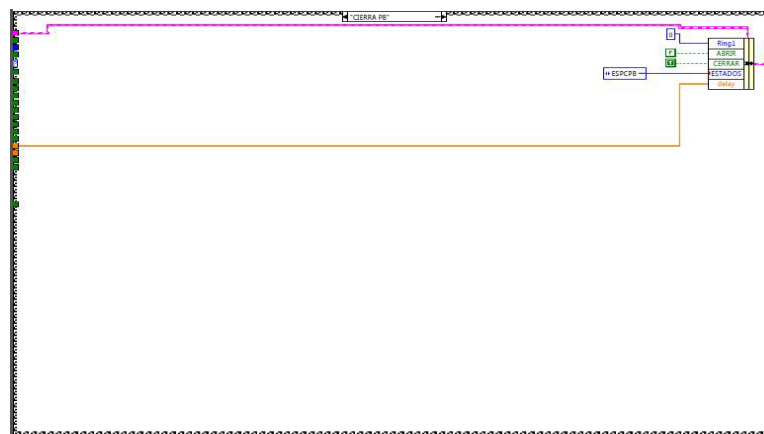 "CIERRA PB"
0
Ring1
F
ABRIR
CERRAR
ESPCPB
ESTADOS
delay